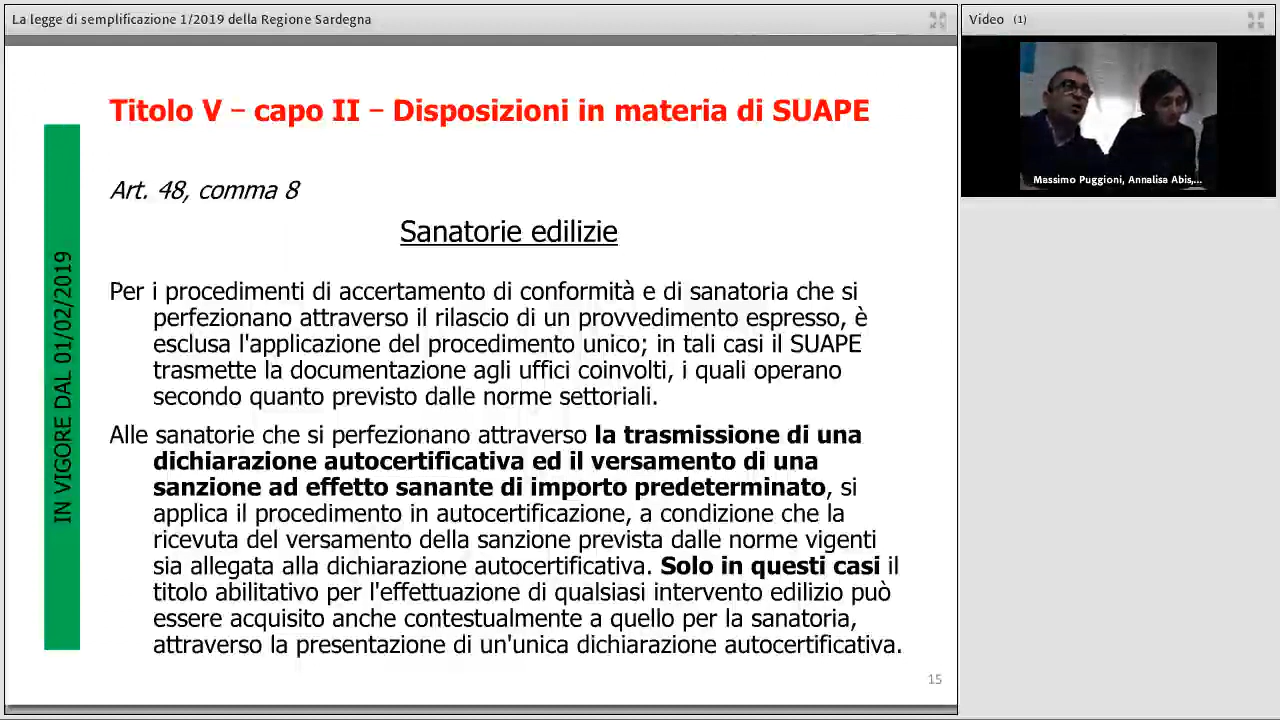 La legge di semplificazione 1/2019 della Regione Sardegna
Video (1)
Massimo Puggioni, Annalisa Abis,...
Titolo V – capo II – Disposizioni in materia di SUAPE
IN VIGORE DAL 01/02/2019
Art. 48, comma 8
Sanatorie edilizie
Per i procedimenti di accertamento di conformità e di sanatoria che si
perfezionano attraverso il rilascio di un provvedimento espresso, è
esclusa l'applicazione del procedimento unico; in tali casi il SUAPE
trasmette la documentazione agli uffici coinvolti, i quali operano
secondo quanto previsto dalle norme settoriali.
Alle sanatorie che si perfezionano attraverso la trasmissione di una
dichiarazione autocertificativa ed il versamento di una
sanzione ad effetto sanante di importo predeterminato, si
applica il procedimento in autocertificazione, a condizione che la
ricevuta del versamento della sanzione prevista dalle norme vigenti
sia allegata alla dichiarazione autocertificativa. Solo in questi casi il
titolo abilitativo per l'effettuazione di qualsiasi intervento edilizio può
essere acquisito anche contestualmente a quello per la sanatoria,
attraverso la presentazione di un'unica dichiarazione autocertificativa.
15